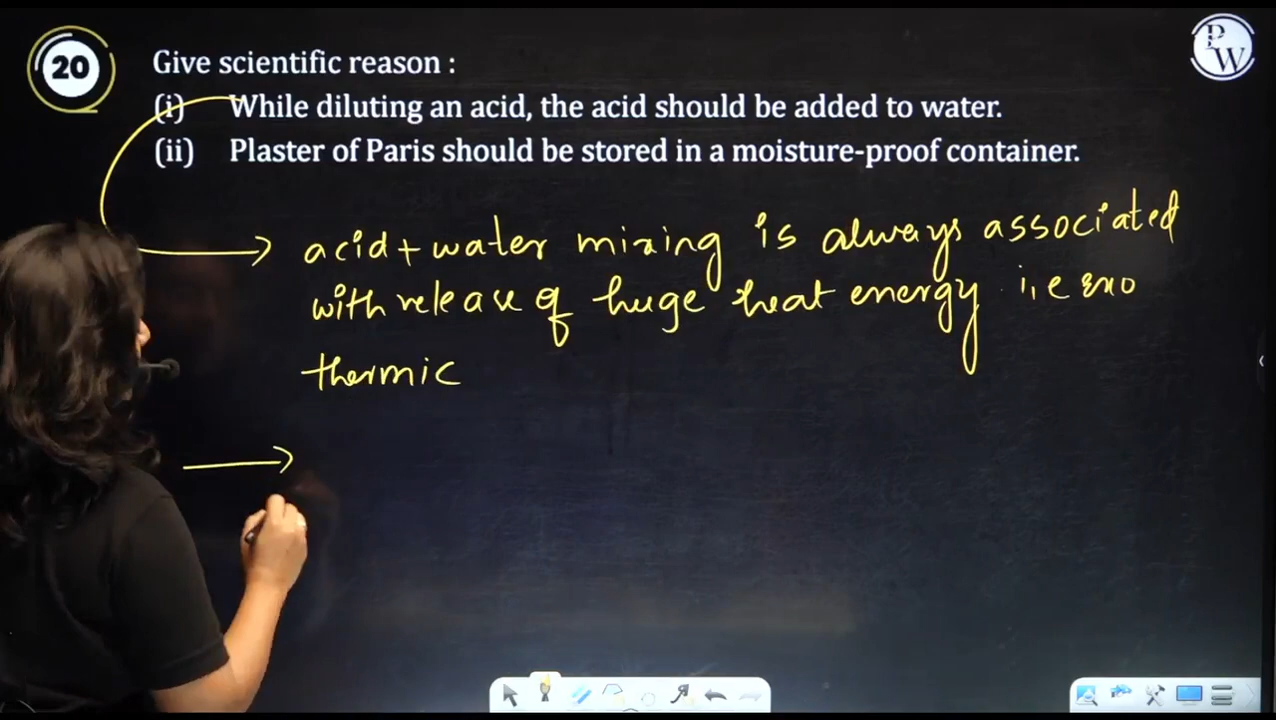 20
Give scientific reason :
(i) While diluting an acid, the acid should be added to water.
(ii) Plaster of Paris should be stored in a moisture-proof container.
PW
acid + water mixing is always associated
with release of huge heat energy i,e exo
thermic